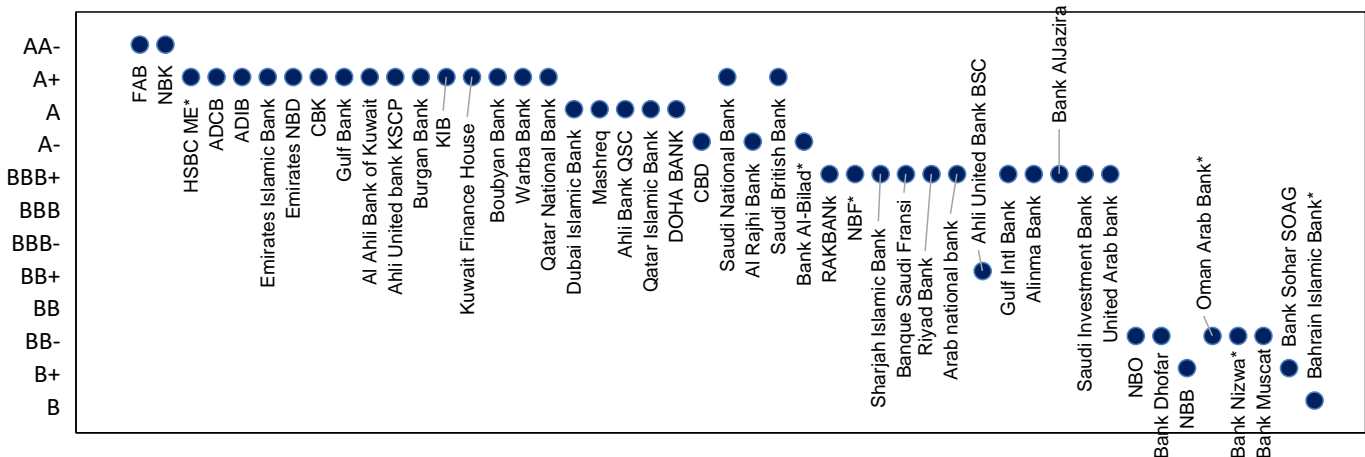 AA-
A+
A
A-
BBB+
BBB
BBB-
BB+
BB
BB-
B+
B
FAB
NBK
HSBC ME*
ADCB
ADIB
Emirates Islamic Bank
Emirates NBD
CBK
Gulf Bank
Al Ahli Bank of Kuwait
Ahli United bank KSCP
Burgan Bank
KIB
Kuwait Finance House
Boubyan Bank
Warba Bank
Qatar National Bank
Dubai Islamic Bank
Mashreq
Ahli Bank QSC
Qatar Islamic Bank
DOHA BANK
CBD
Saudi National Bank
Al Rajhi Bank
Saudi British Bank
Bank Al-Bilad*
RAKBANk
NBF*
Sharjah Islamic Bank
Banque Saudi Fransi
Riyad Bank
Arab national bank
Ahli United Bank BSC
Gulf Intl Bank
Alinma Bank
Bank AlJazira
Saudi Investment Bank
United Arab bank
NBO
Bank Dhofar
NBB
Oman Arab Bank*
Bank Nizwa*
Bank Muscat
Bank Sohar SOAG
Bahrain Islamic Bank*